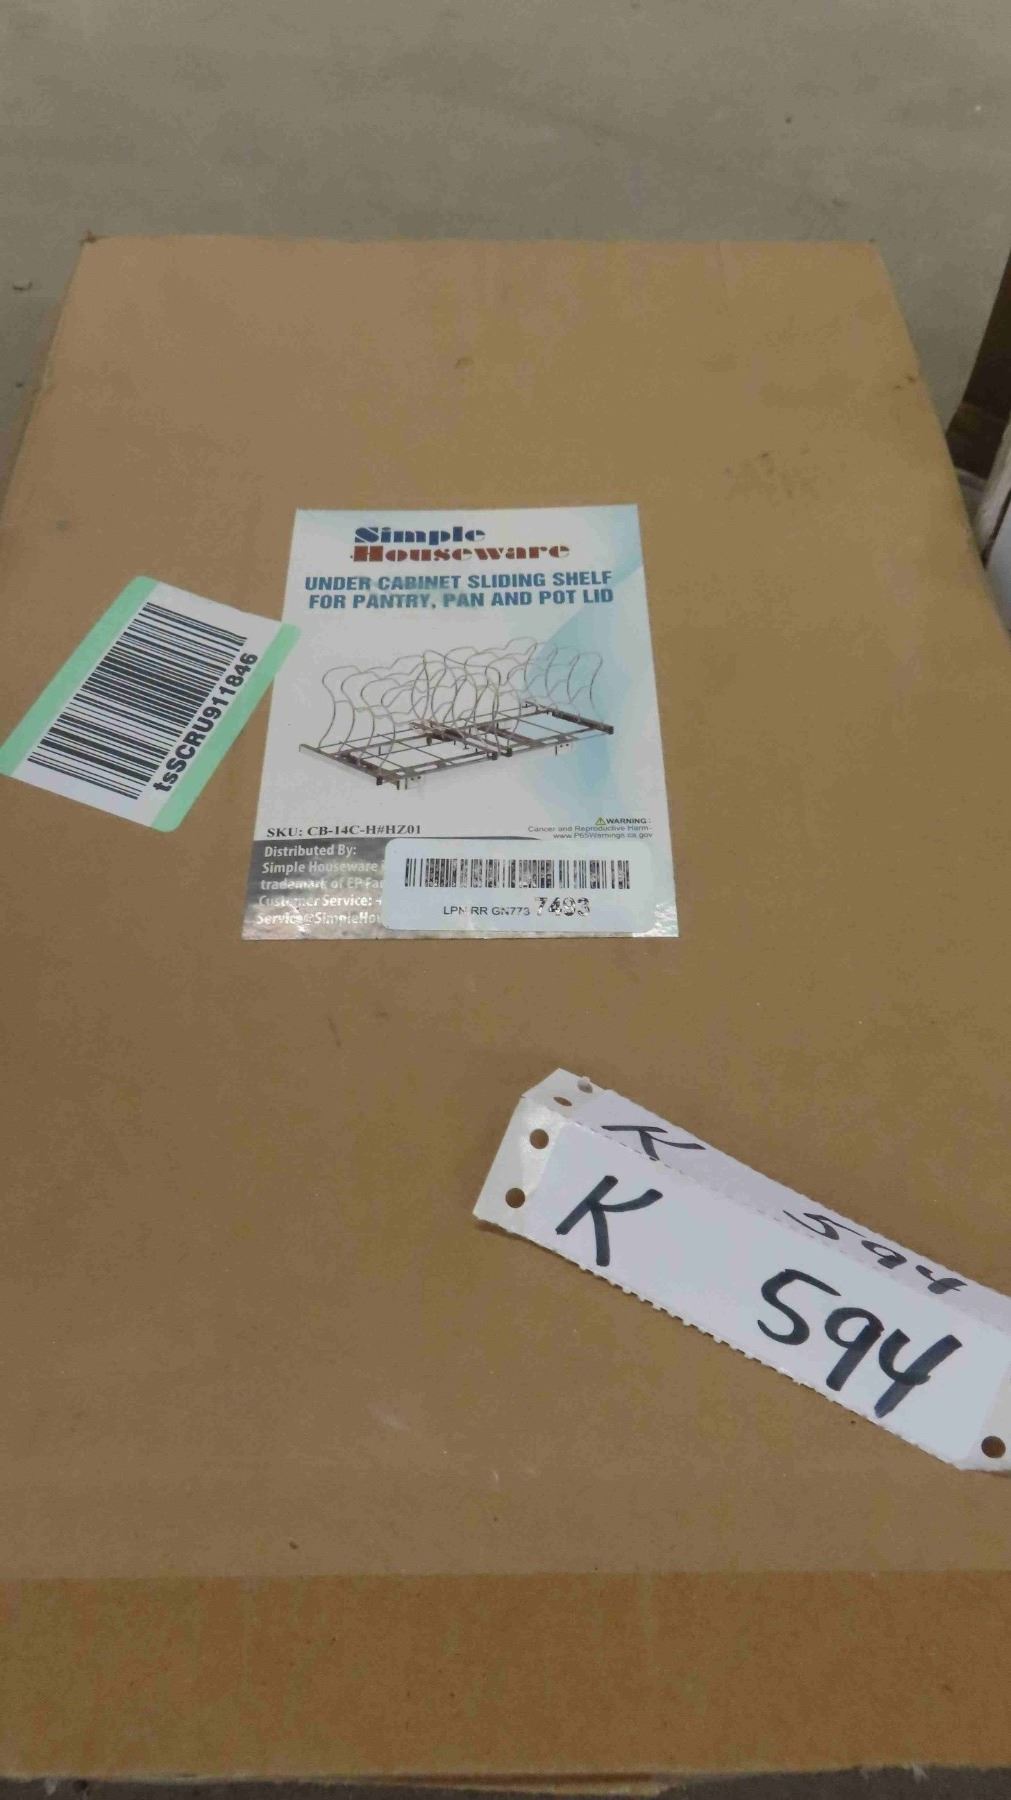 Simple
Houseware
UNDER CABINET SLIDING SHELF
FOR PANTRY, PAN AND POT LID
tsSCRU911846
SKU: CB-14C-H#HZ01
WARNING:
Cancer and Reproductive Harm-
www.P65Warnings.ca.gov
Distributed By:
Simple Houseware
trademark of EP
Customer Service:
LPN RR GN773 7493
K
594
K
594